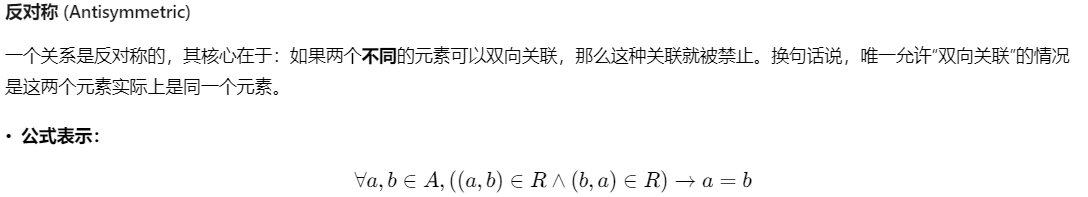 反对称 (Antisymmetric)
一个关系是反对称的，其核心在于：如果两个不同的元素可以双向关联，那么这种关联就被禁止。换句话说，唯一允许“双向关联”的情况
是这两个元素实际上是同一个元素。
• 公式表示：
∀a, b ∈ A, ((a, b) ∈ R ∧ (b, a) ∈ R) → a = b